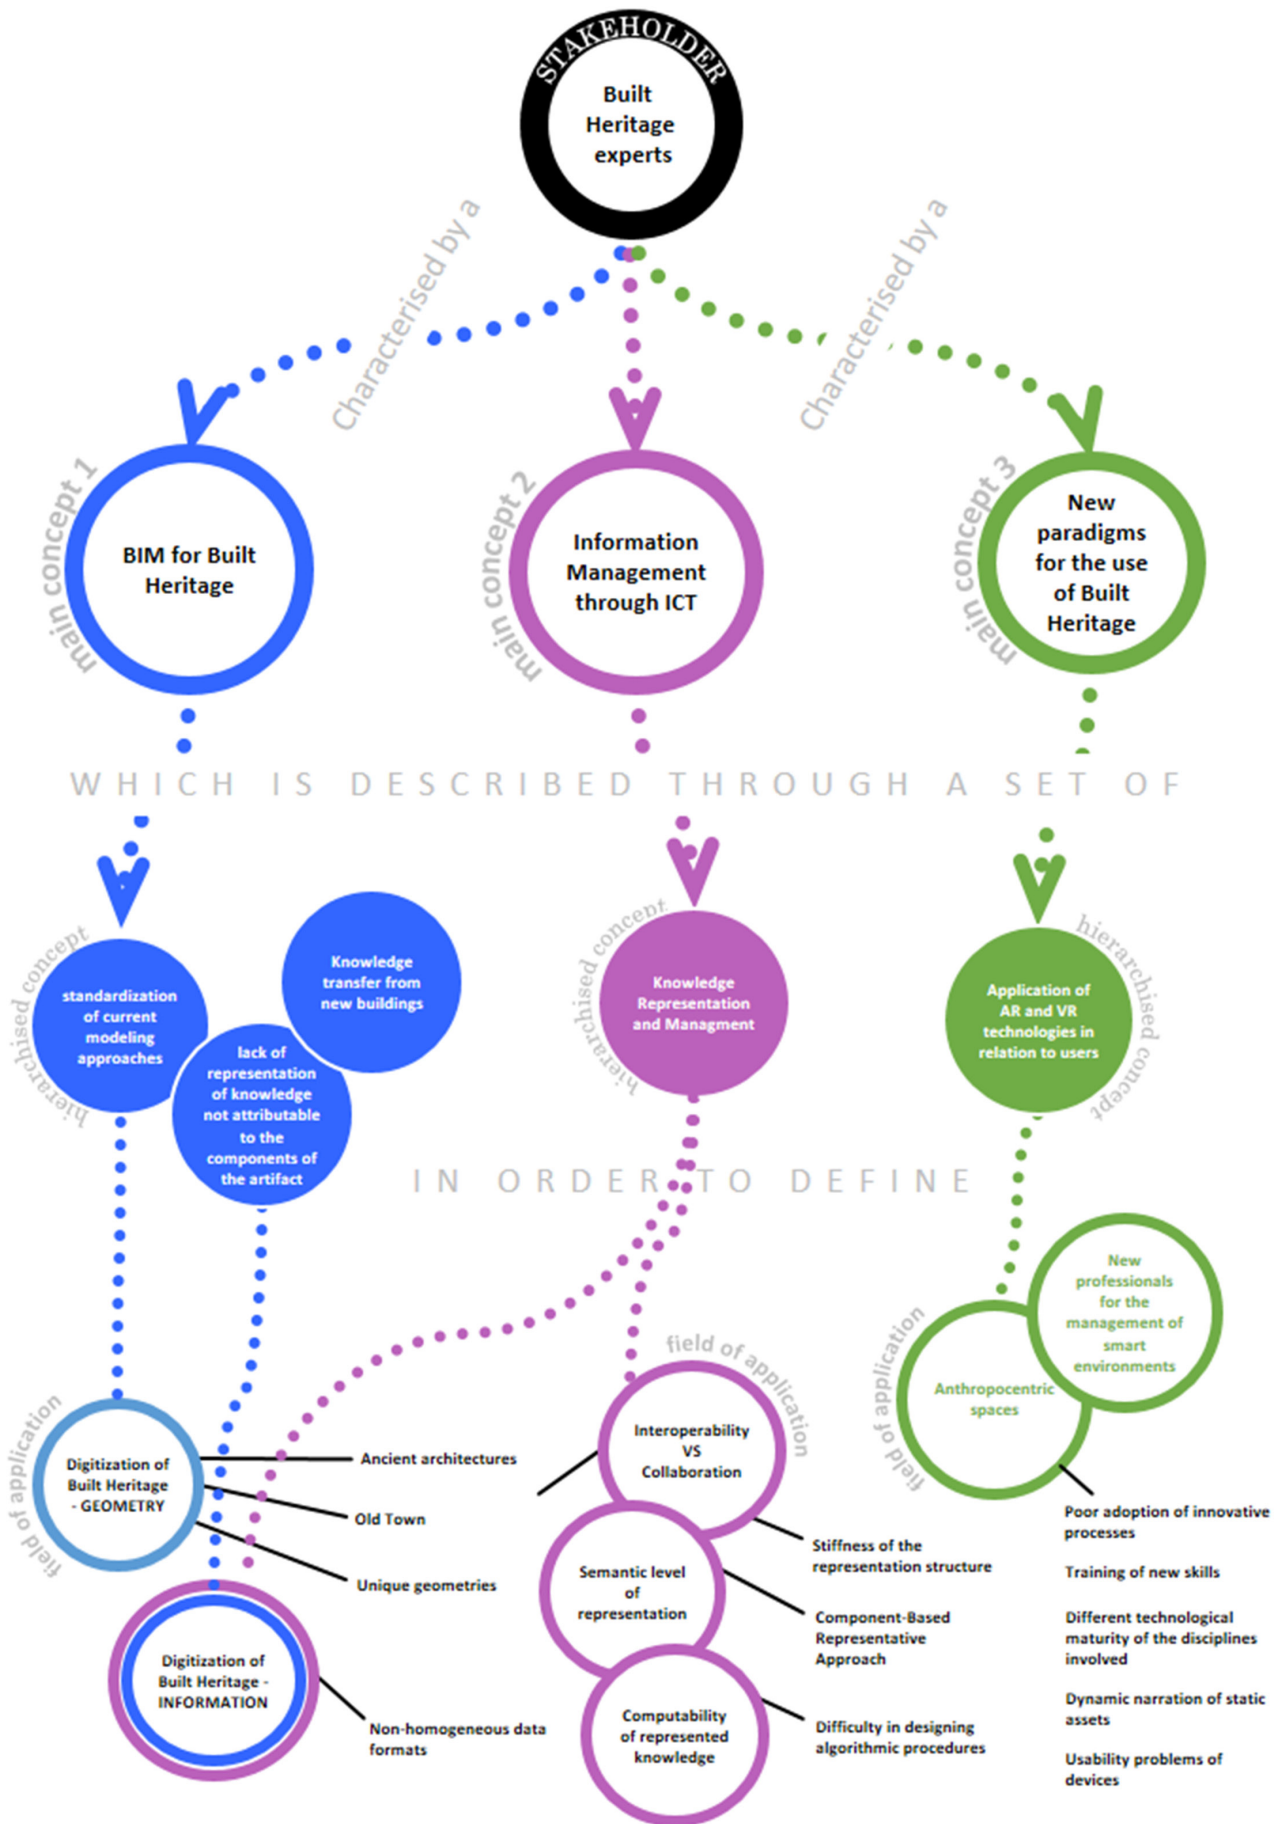 STAKEHOLDER
Built
Heritage
experts
Characterised by a
Characterised by a
main concept 1
BIM for Built
Heritage
main concept 2
Information
Management
through ICT
main concept 3
New
paradigms
for the use
of Built
Heritage
WHICH IS DESCRIBED THROUGH A SET OF
hierarchised concept
standardization
of current
modeling
approaches
Knowledge
transfer from
new buildings
lack of
representation
of knowledge
not attributable
to the
components of
the artifact
hierarchised concept
Knowledge
Representation
and Managment
hierarchised concept
Application of
AR and VR
technologies in
relation to users
IN ORDER TO DEFINE
field of application
Digitization of
Built Heritage
- GEOMETRY
Ancient architectures
Old Town
Unique geometries
Digitization of
Built Heritage -
INFORMATION
Non-homogeneous data
formats
field of application
Interoperability
VS
Collaboration
Stiffness of the
representation structure
Semantic level
of
representation
Component-Based
Representative
Approach
Computability
of represented
knowledge
Difficulty in designing
algorithmic procedures
field of application
New
professionals
for the
management of
smart
environments
Anthropocentric
spaces
Poor adoption of innovative
processes
Training of new skills
Different technological
maturity of the disciplines
involved
Dynamic narration of static
assets
Usability problems of
devices